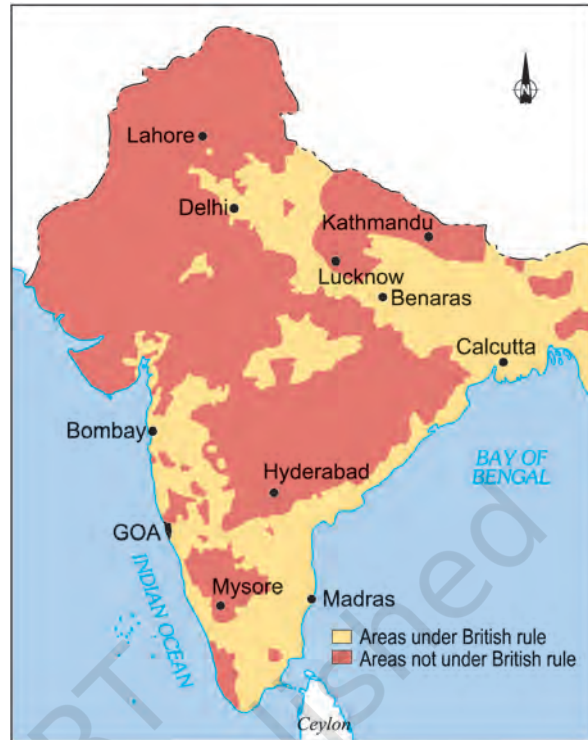 N
Lahore
Delhi
Kathmandu
Lucknow
Benaras
Calcutta
Bombay
BAY OF
BENGAL
Hyderabad
GOA
INDIAN OCEAN
Mysore
Madras
Areas under British rule
Areas not under British rule
Ceylon